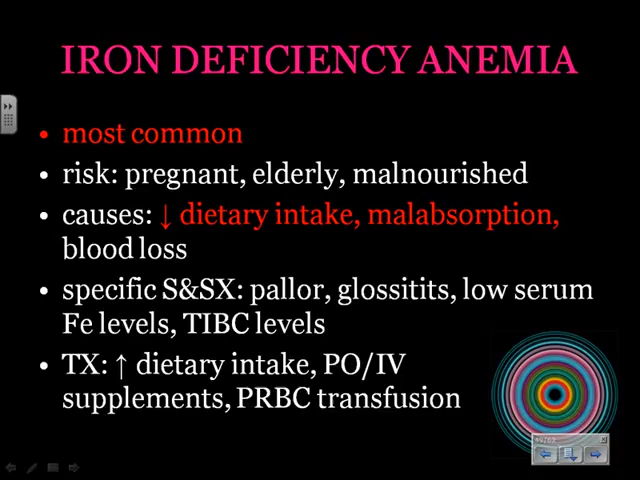 IRON DEFICIENCY ANEMIA
• most common
• risk: pregnant, elderly, malnourished
• causes: ↓ dietary intake, malabsorption,
blood loss
• specific S&SX: pallor, glossitits, low serum
Fe levels, TIBC levels
• TX: ↑ dietary intake, PO/IV
supplements, PRBC transfusion